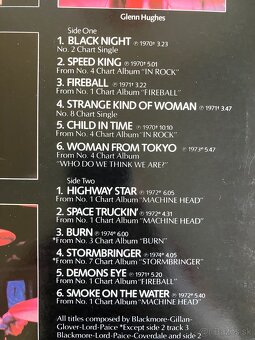 Glenn Hughes
Side One
1. BLACK NIGHT ℗ 1970* 3.23
No. 2 Chart Single
2. SPEED KING ℗ 1970* 5.01
From No. 4 Chart Album "IN ROCK"
3. FIREBALL ℗ 1971* 3.22
From No. 1 Chart Album "FIREBALL"
4. STRANGE KIND OF WOMAN ℗ 1971* 3.47
No. 8 Chart Single
5. CHILD IN TIME ℗ 1970* 10.10
From No. 4 Chart Album "IN ROCK"
6. WOMAN FROM TOKYO ℗ 1973* 5.47
From No. 4 Chart Album
"WHO DO WE THINK WE ARE?"
Side Two
1. HIGHWAY STAR ℗ 1972* 6.05
From No. 1 Chart Album "MACHINE HEAD"
2. SPACE TRUCKIN' ℗ 1972* 4.31
From No. 1 Chart Album "MACHINE HEAD"
3. BURN ℗ 1974* 6.00
*From No. 3 Chart Album "BURN"
4. STORMBRINGER ℗ 1974* 4.03
*From No. 7 Chart Album "STORMBRINGER"
5. DEMONS EYE ℗ 1971* 5.20
From No. 1 Chart Album "FIREBALL"
6. SMOKE ON THE WATER ℗ 1972* 5.40
From No. 1 Chart Album "MACHINE HEAD"
All titles composed by Blackmore-Gillan-
Glover-Lord-Paice *Except side 2 track 3
Blackmore-Lord-Paice-Coverdale and side 2